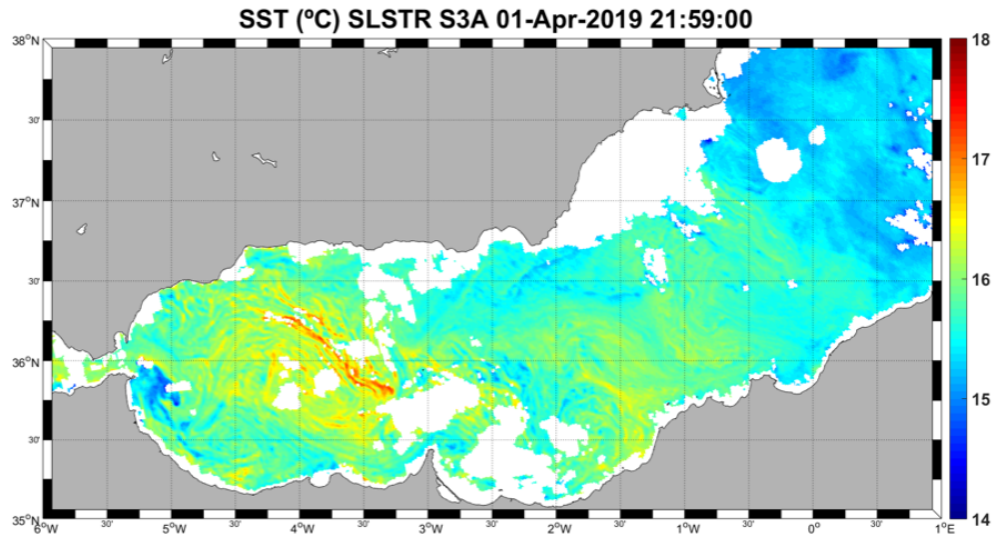 SST (ºC) SLSTR S3A 01-Apr-2019 21:59:00
38°N
30'
37°N
30'
36°N
30'
35°N
6°W
30'
5°W
30'
4°W
30'
3°W
30'
2°W
30'
1°W
30'
0°
30'
1°E
18
17
16
15
14